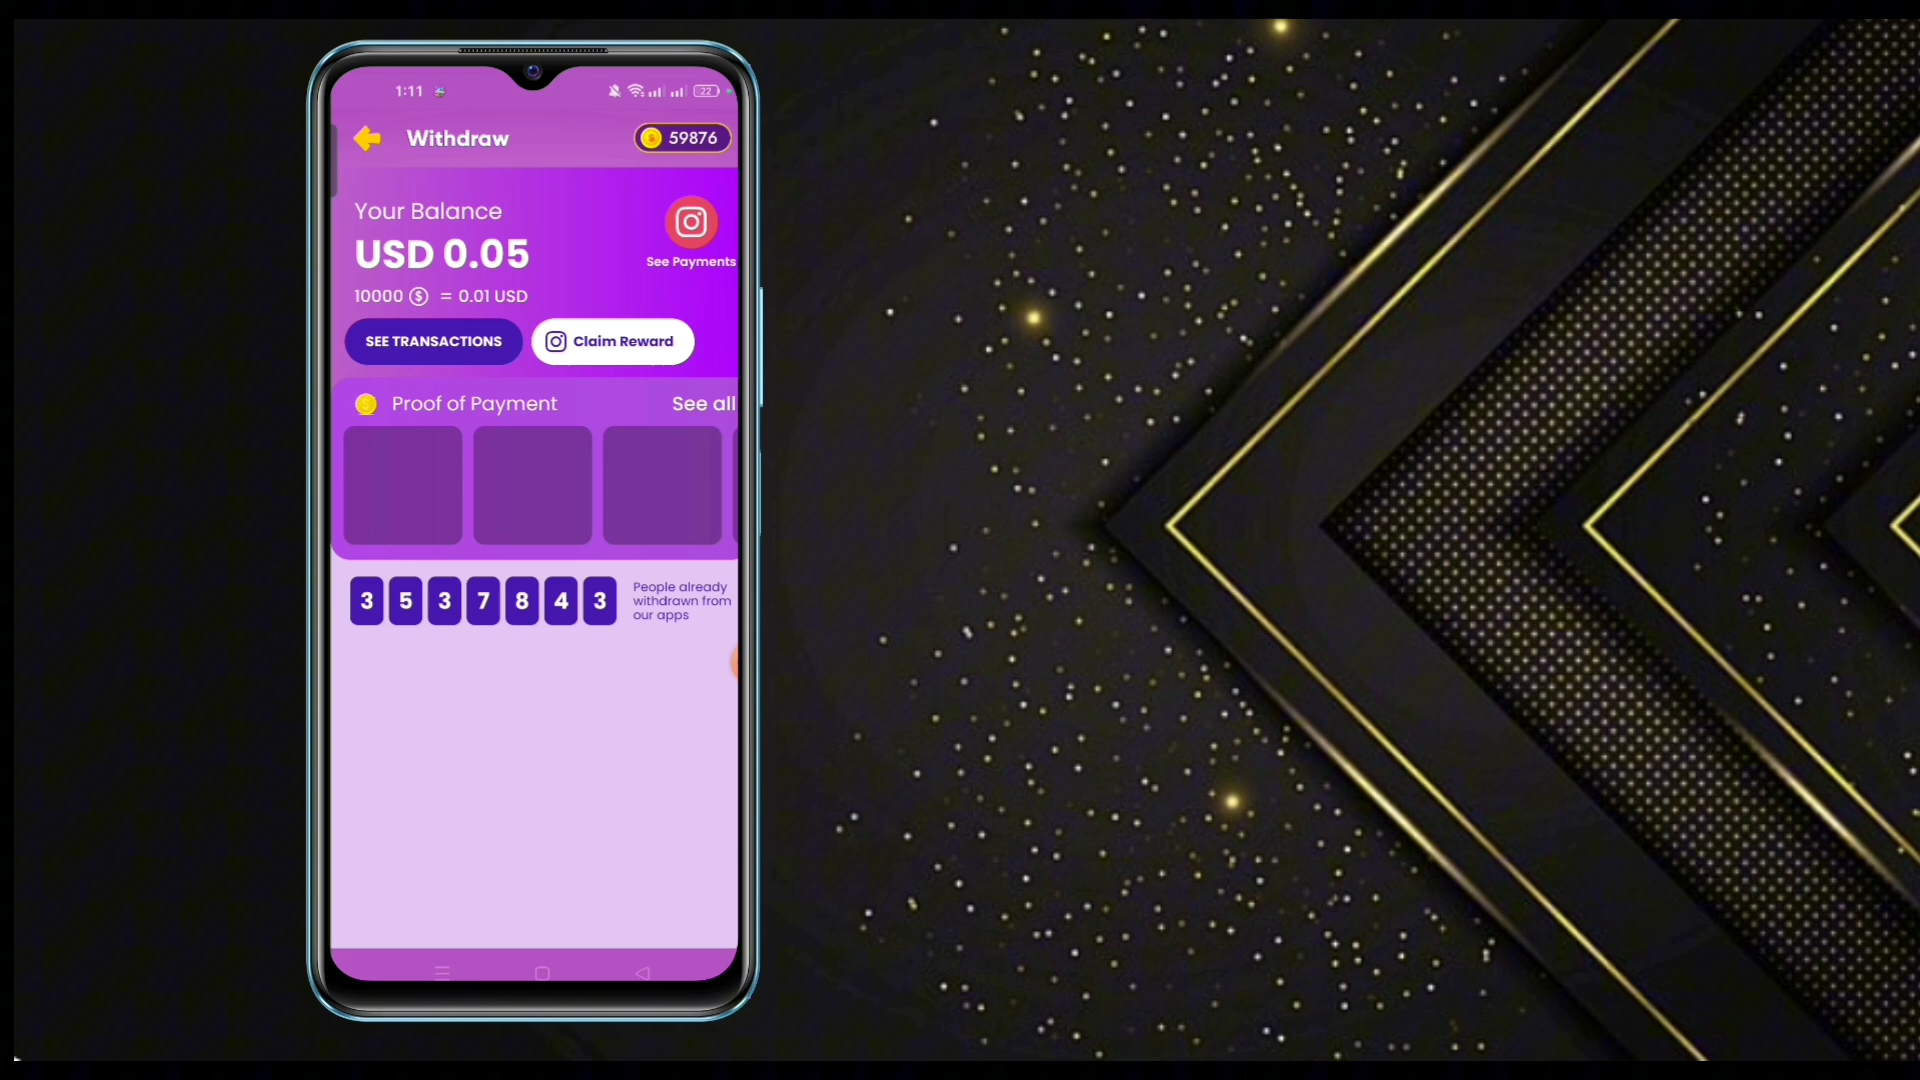 1:11
22
Withdraw
59876
Your Balance
USD 0.05
See Payments
10000 $ = 0.01 USD
SEE TRANSACTIONS
Claim Reward
Proof of Payment
See all
3 5 3 7 8 4 3
People already
withdrawn from
our apps